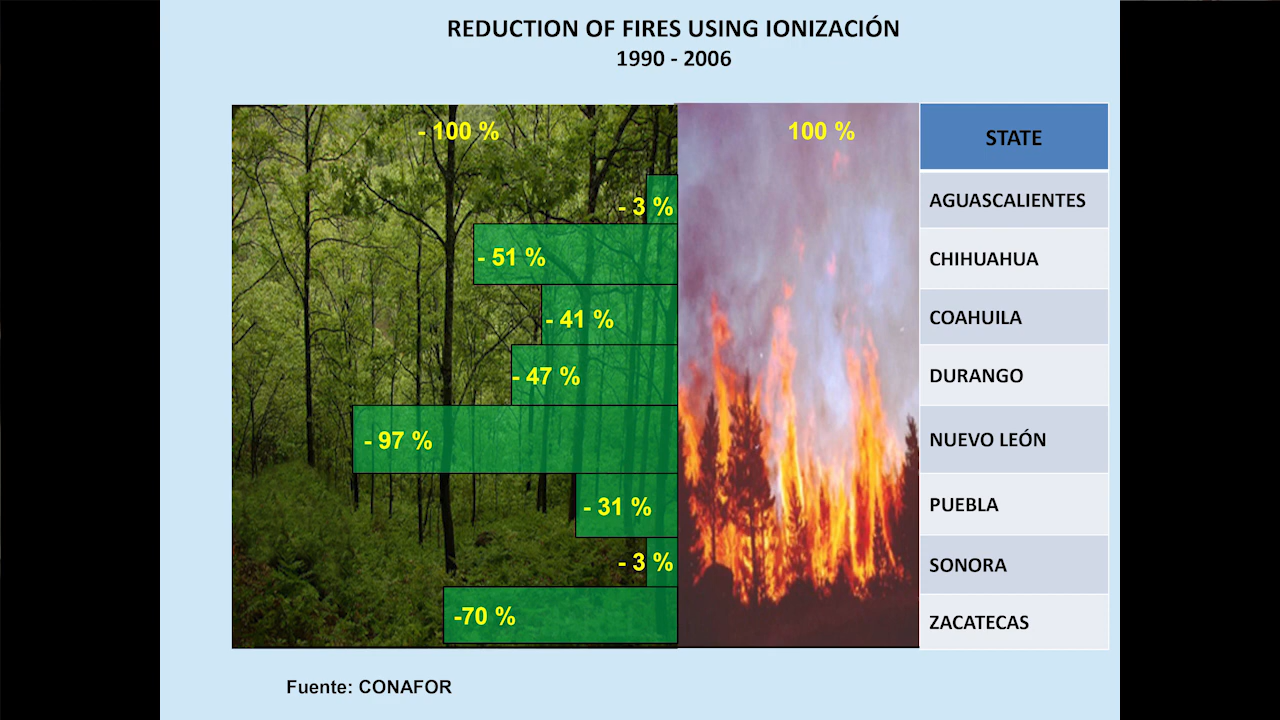 REDUCTION OF FIRES USING IONIZACIÓN
1990 - 2006
- 100 %
100 %
STATE
- 3 %
AGUASCALIENTES
- 51 %
CHIHUAHUA
- 41 %
COAHUILA
- 47 %
DURANGO
- 97 %
NUEVO LEÓN
- 31 %
PUEBLA
- 3 %
SONORA
-70 %
ZACATECAS
Fuente: CONAFOR